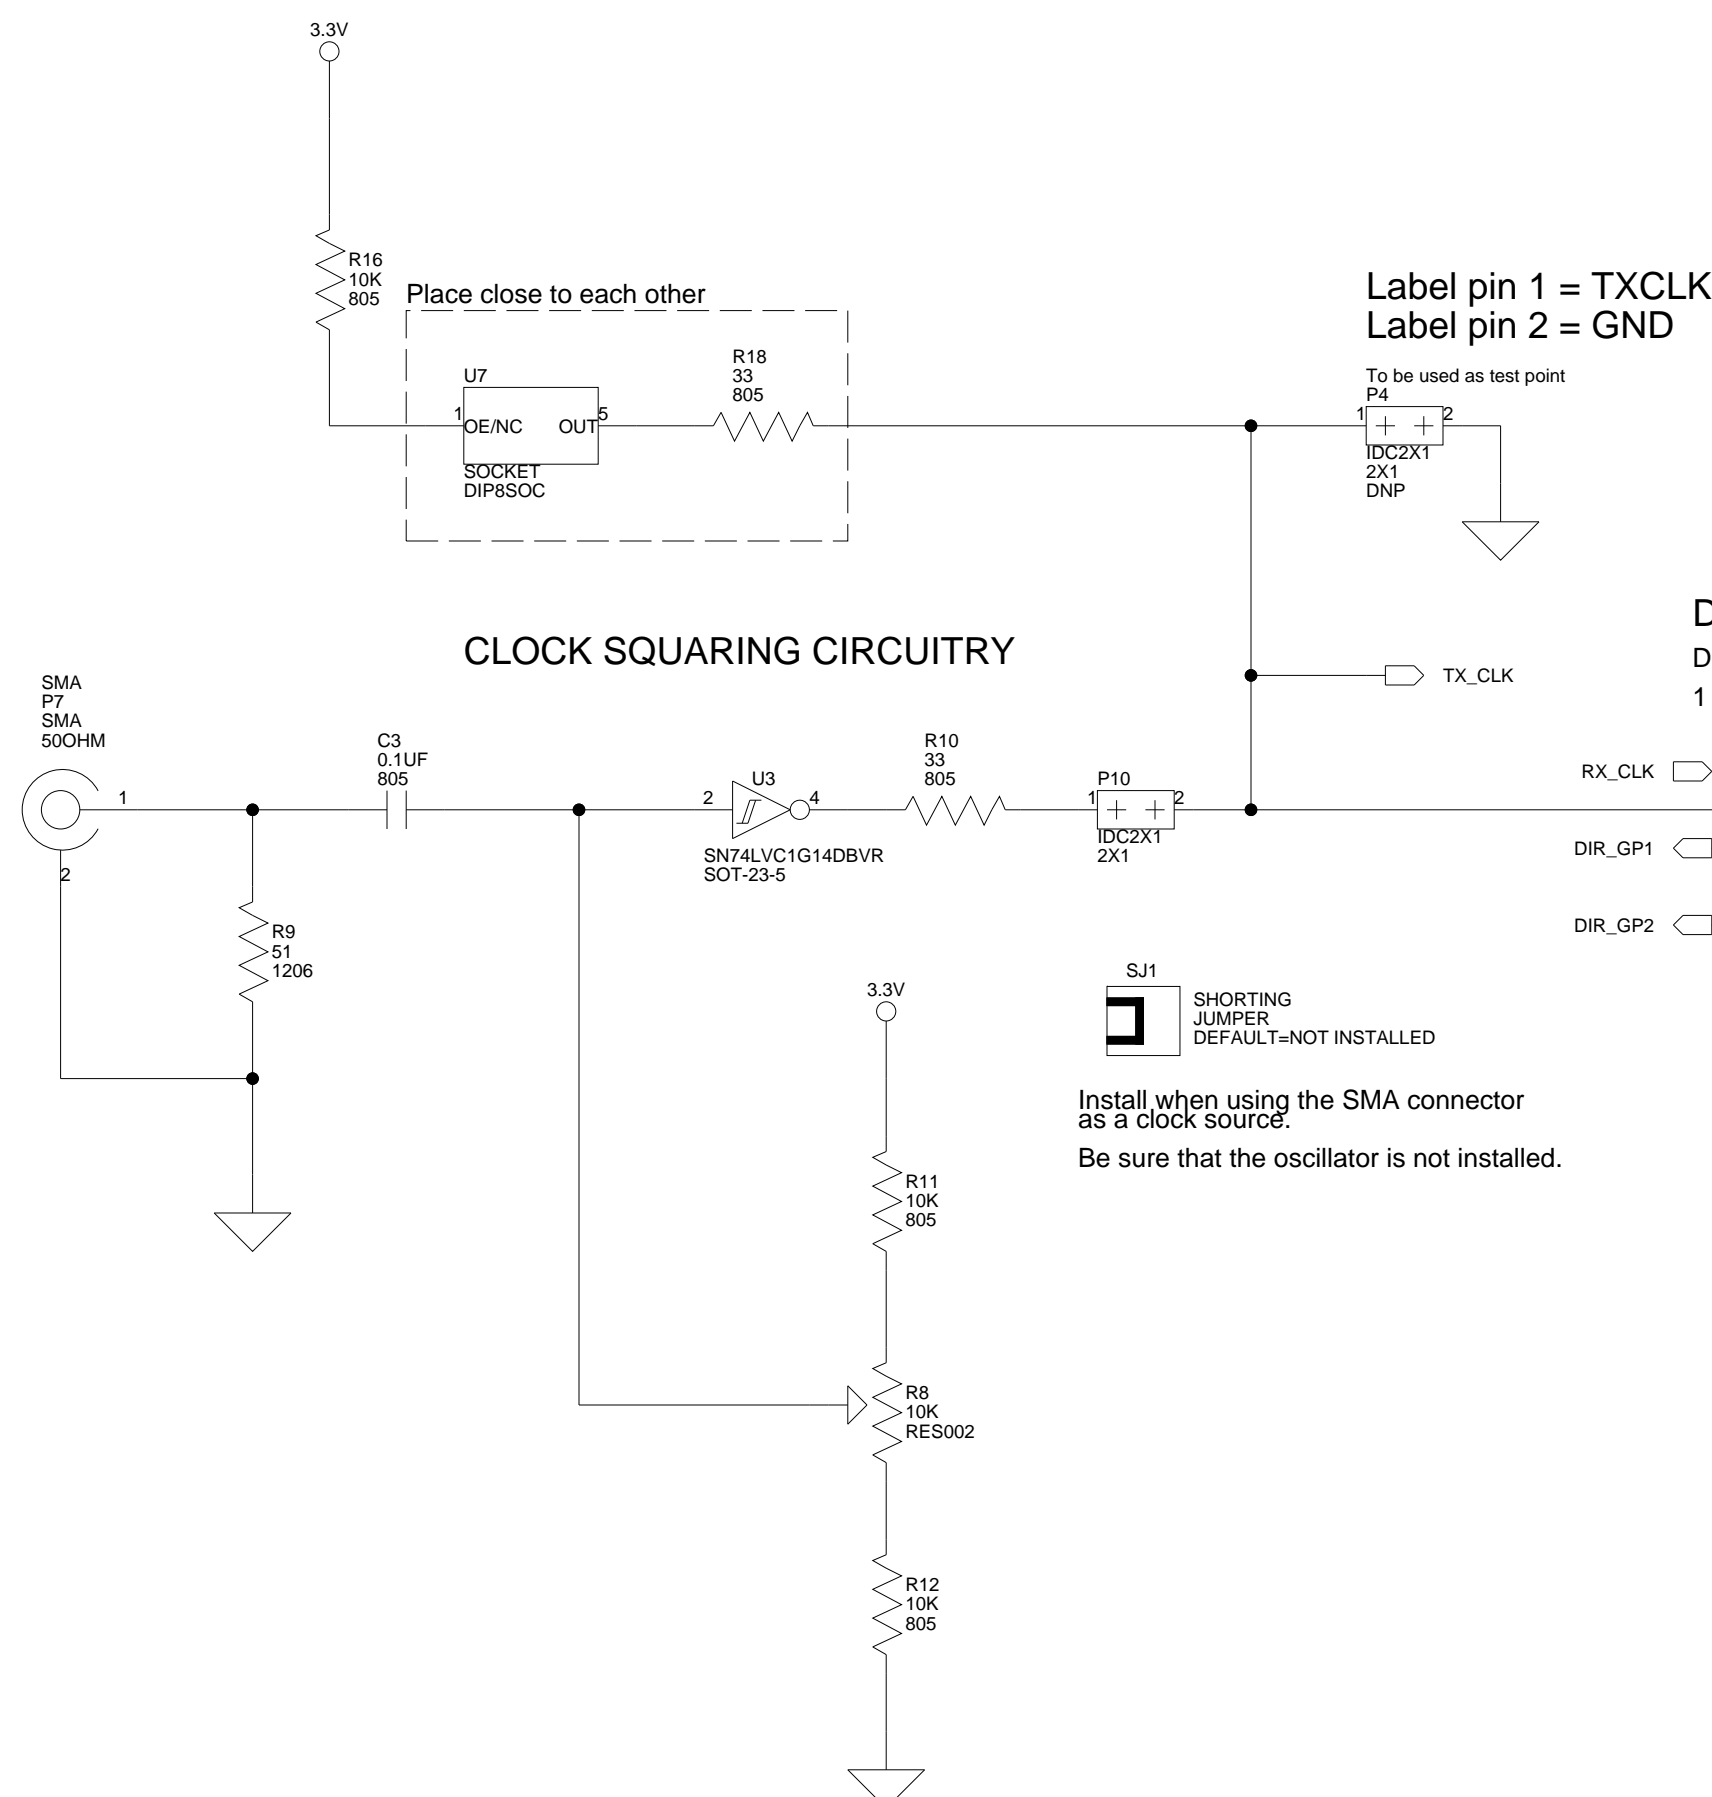 3.3V
R16
10K
805
Place close to each other
U7
1
OE/NC
OUT
5
SOCKET
DIP8SOC
R18
33
805
Label pin 1 = TXCLK
Label pin 2 = GND
To be used as test point
P4
1
2
IDC2X1
2X1
DNP
CLOCK SQUARING CIRCUITRY
D
D
1
TX_CLK
SMA
P7
SMA
50OHM
1
2
C3
0.1UF
805
U3
2
4
SN74LVC1G14DBVR
SOT-23-5
R10
33
805
P10
1
2
IDC2X1
2X1
RX_CLK
DIR_GP1
DIR_GP2
R9
51
1206
SJ1
SHORTING
JUMPER
DEFAULT=NOT INSTALLED
Install when using the SMA connector
as a clock source.
Be sure that the oscillator is not installed.
3.3V
R11
10K
805
R8
10K
RES002
R12
10K
805